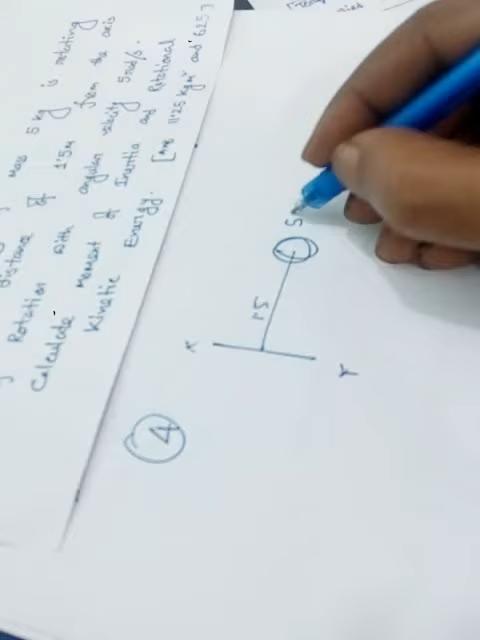 mass 5 kg is rotating
Distance of 1.5m from the axis
Rotation with angular velocity 5rad/s.
Calculate Moment of Inertia and Rotational
Kinetic Energy. [Ans 11.25 kgm² and 625J
4
X
Y
1.5
5